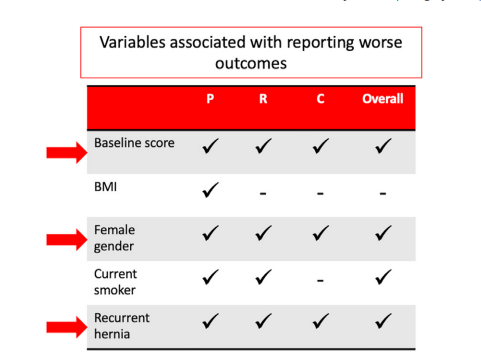 Variables associated with reporting worse
outcomes
P R C Overall
Baseline score ✓ ✓ ✓ ✓
BMI ✓ - - -
Female
gender ✓ ✓ ✓ ✓
Current
smoker ✓ ✓ - ✓
Recurrent
hernia ✓ ✓ ✓ ✓